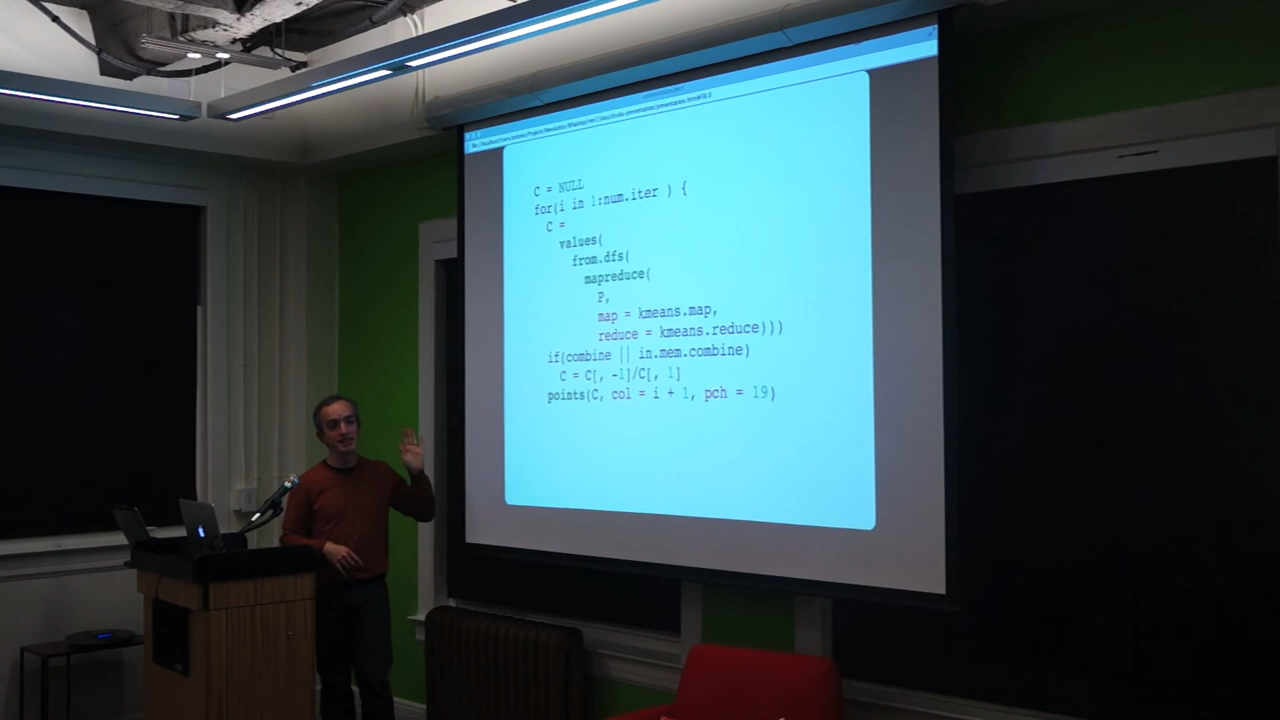 C = NULL
for(i in 1:num.iter ) {
C =
values(
from.dfs(
mapreduce(
P,
map = kmeans.map,
reduce = kmeans.reduce)))
if(combine || in.mem.combine)
C = C[, -1]/C[, 1]
points(C, col = i + 1, pch = 19)